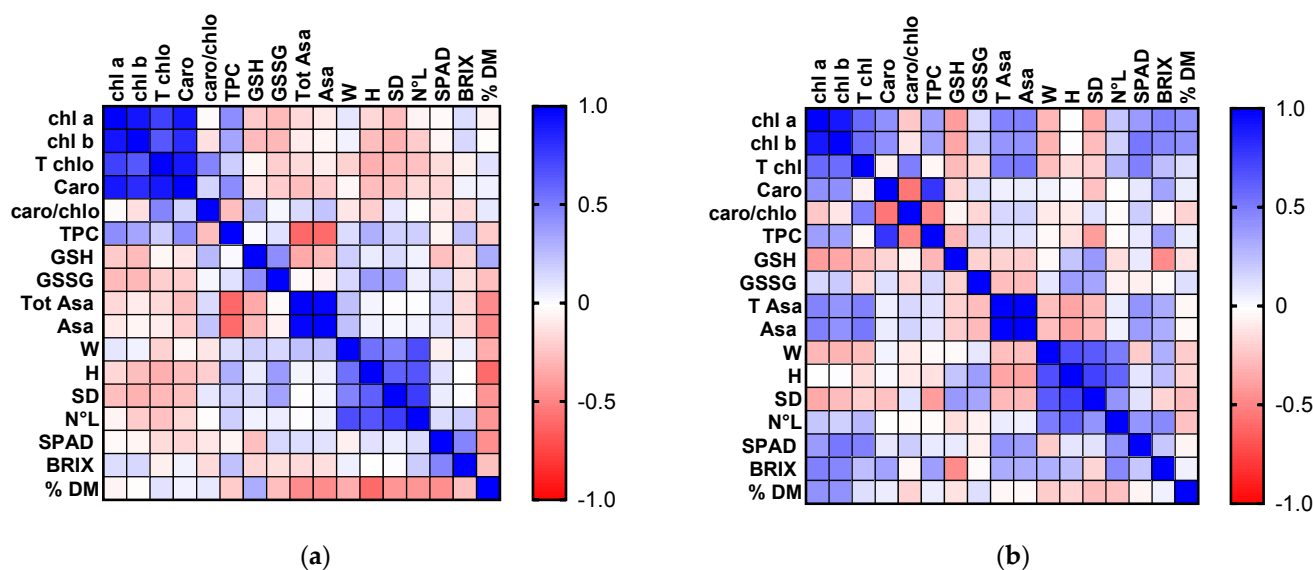 chl a
chl b
T chlo
Caro
caro/chlo
TPC
GSH
GSSG
Tot Asa
Asa
W
H
SD
N°L
SPAD
BRIX
% DM
chl a
chl b
T chlo
Caro
caro/chlo
TPC
GSH
GSSG
Tot Asa
Asa
W
H
SD
N°L
SPAD
BRIX
% DM
1.0
0.5
0
-0.5
-1.0
(a)
chl a
chl b
T chl
Caro
caro/chlo
TPC
GSH
GSSG
T Asa
Asa
W
H
SD
N°L
SPAD
BRIX
% DM
chl a
chl b
T chl
Caro
caro/chlo
TPC
GSH
GSSG
T Asa
Asa
W
H
SD
N°L
SPAD
BRIX
% DM
1.0
0.5
0
-0.5
-1.0
(b)